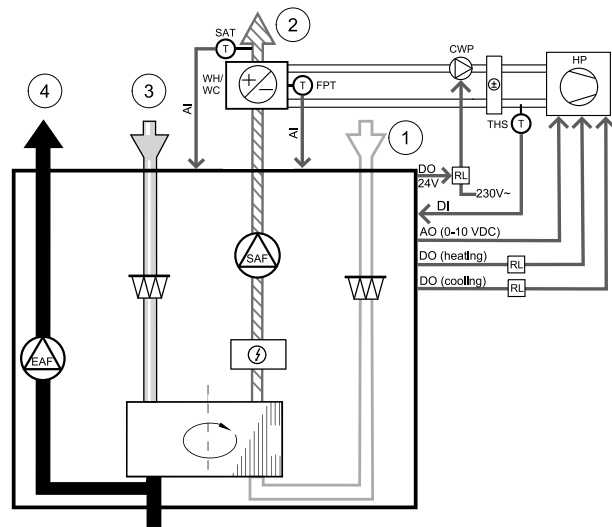 SAT
2
CWP
HP
T
4
3
WH/
WC
+
−
T
FPT
±
AI
AI
1
THS
T
DO
24V
RL
230V~
DI
SAF
AO (0-10 VDC)
DO (heating)
RL
DO (cooling)
RL
EAF